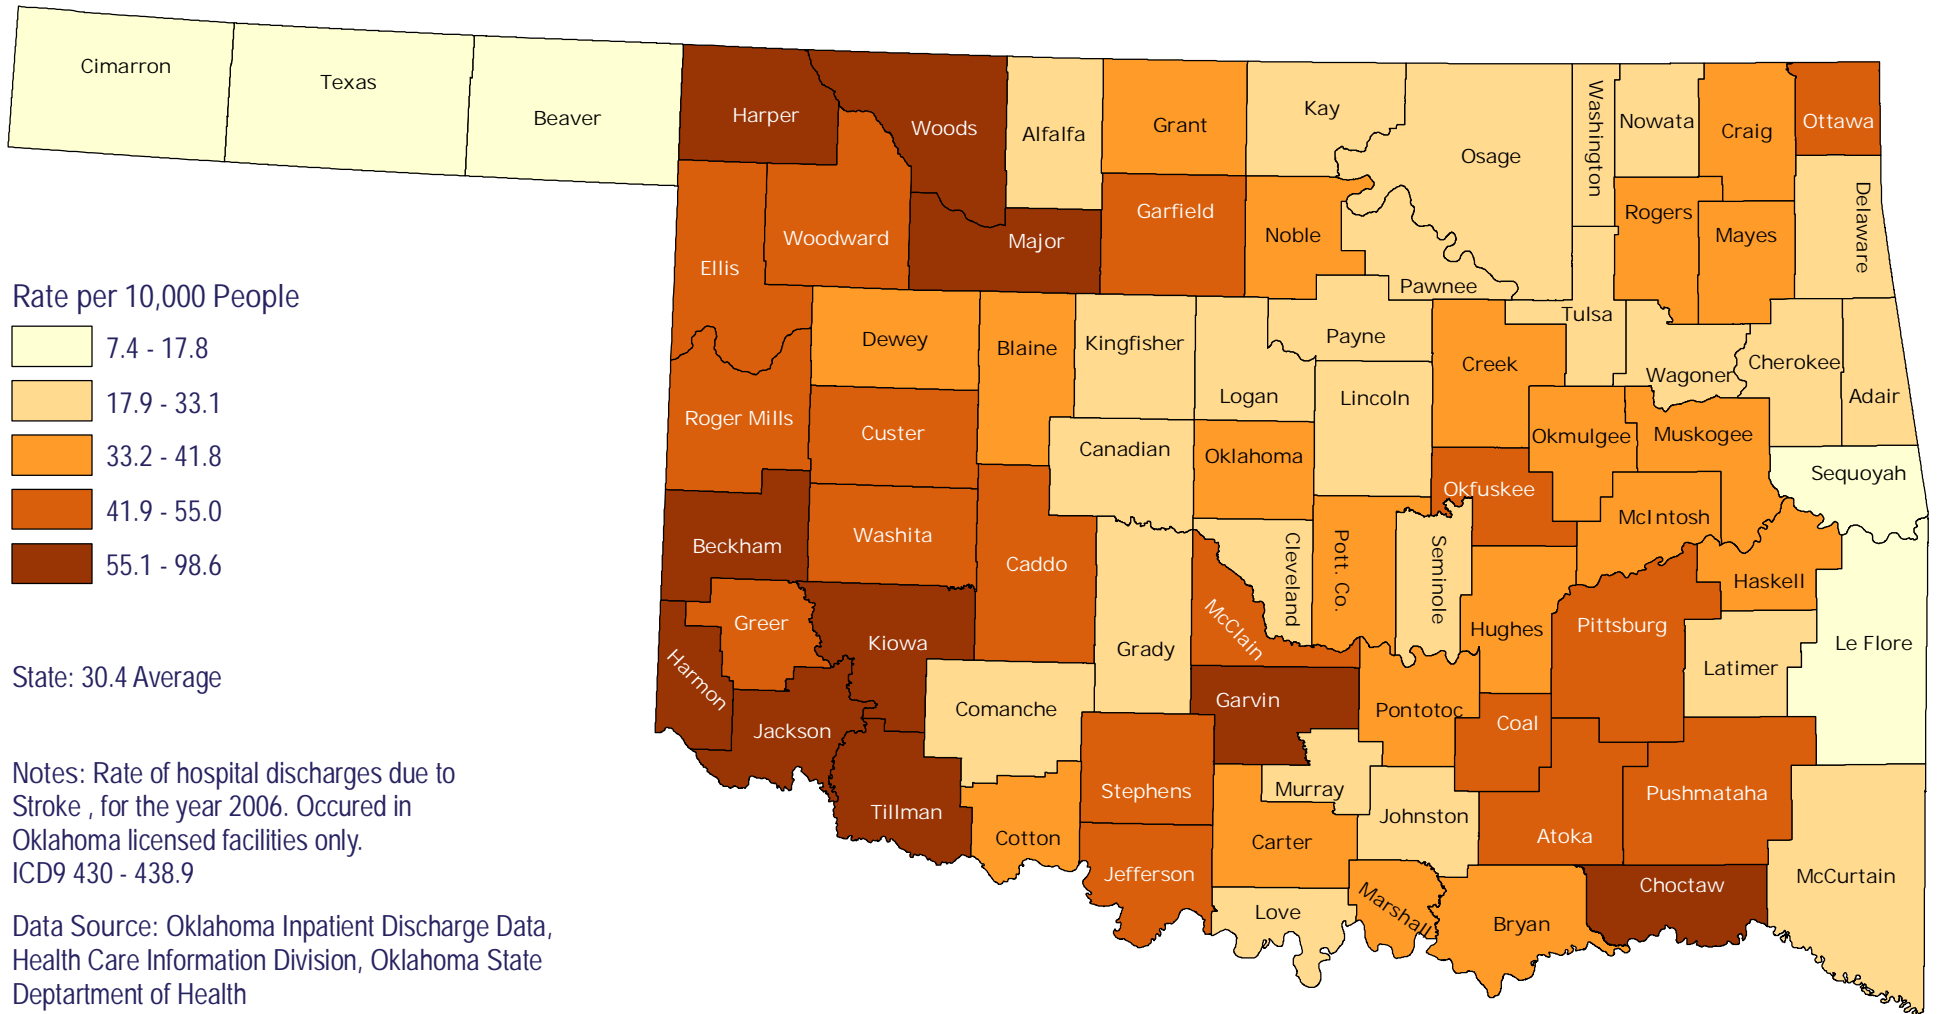 Cimarron
Texas
Beaver
Harper
Woods
Alfalfa
Grant
Kay
Osage
Washington
Nowata
Craig
Ottawa
Delaware
Ellis
Woodward
Major
Garfield
Noble
Pawnee
Rogers
Mayes
Tulsa
Dewey
Blaine
Kingfisher
Logan
Payne
Lincoln
Creek
Wagoner
Cherokee
Adair
Roger Mills
Custer
Canadian
Oklahoma
Okfuskee
Okmulgee
Muskogee
McIntosh
Sequoyah
Beckham
Washita
Caddo
Grady
McClain
Cleveland
Pott. Co.
Seminole
Hughes
Pittsburg
Haskell
Latimer
Le Flore
Harmon
Greer
Kiowa
Jackson
Tillman
Comanche
Cotton
Stephens
Jefferson
Garvin
Murray
Carter
Love
Pontotoc
Johnston
Marshall
Coal
Atoka
Bryan
Pushmataha
Choctaw
McCurtain
Rate per 10,000 People
7.4 - 17.8
17.9 - 33.1
33.2 - 41.8
41.9 - 55.0
55.1 - 98.6
State: 30.4 Average
Notes: Rate of hospital discharges due to
Stroke , for the year 2006. Occured in
Oklahoma licensed facilities only.
ICD9 430 - 438.9
Data Source: Oklahoma Inpatient Discharge Data,
Health Care Information Division, Oklahoma State
Deptartment of Health